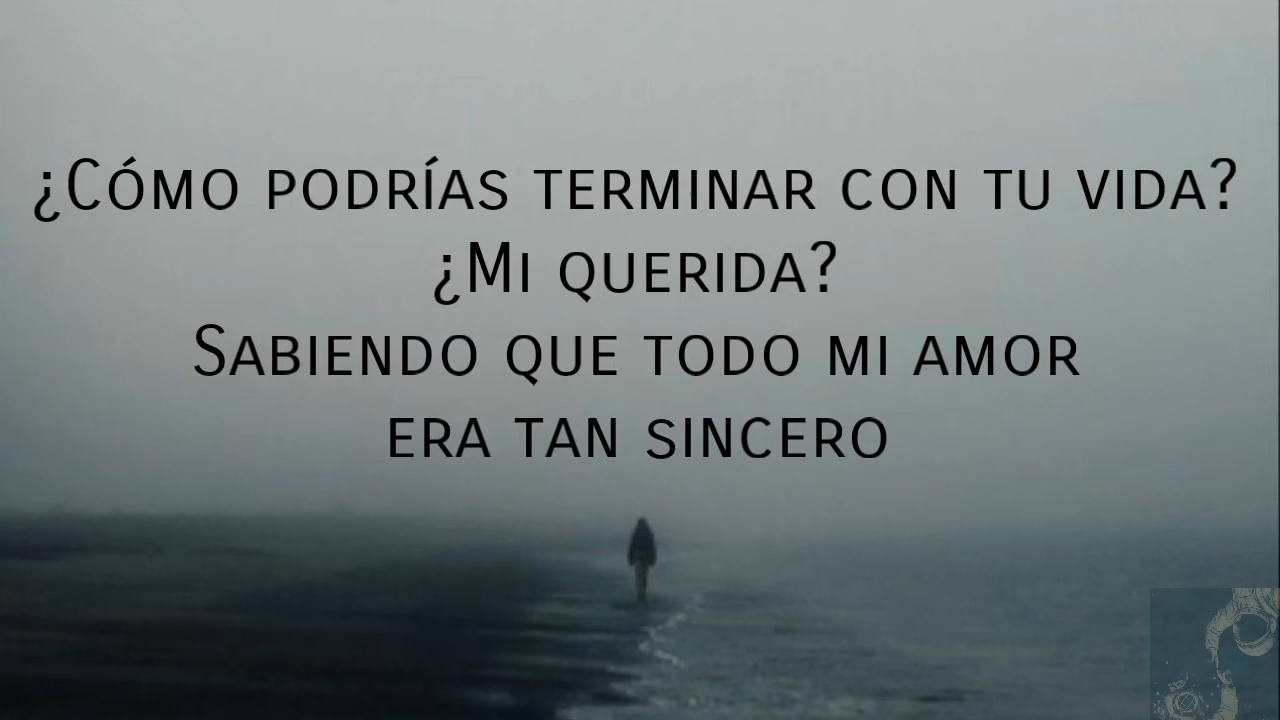 ¿Cómo podrías terminar con tu vida?
¿Mi querida?
Sabiendo que todo mi amor
era tan sincero